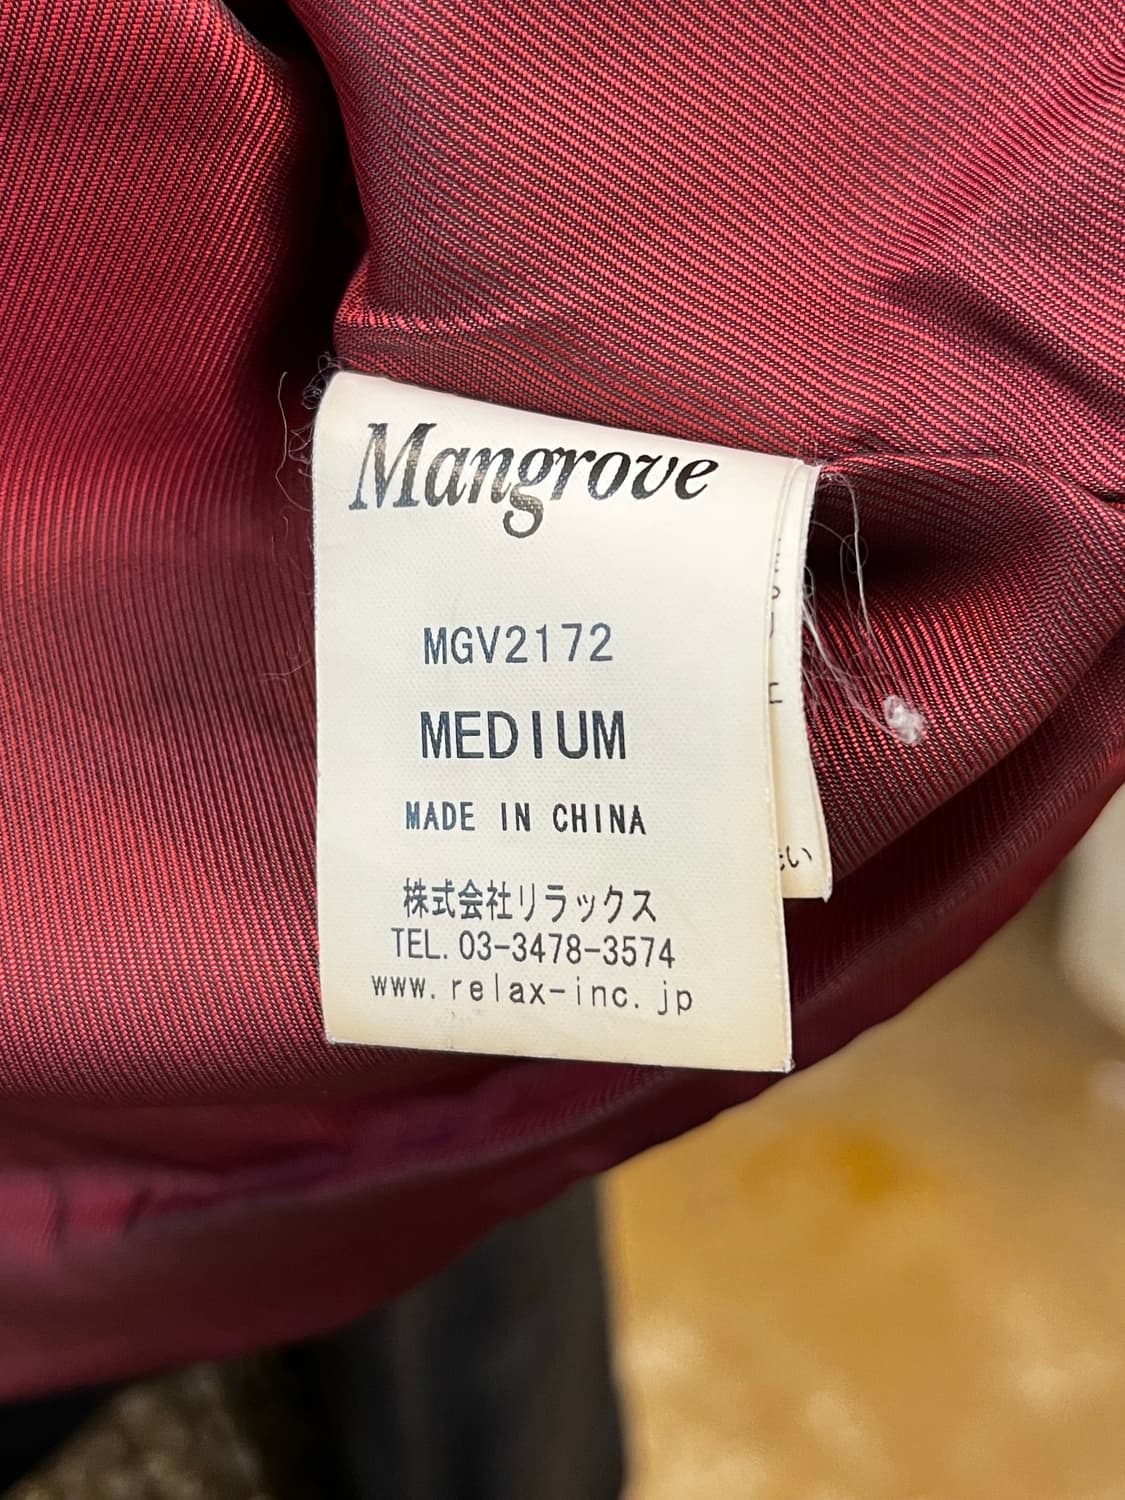 Mangrove
MGV2172
MEDIUM
MADE IN CHINA
株式会社リラックス
TEL. 03-3478-3574
www.relax-inc.jp
い